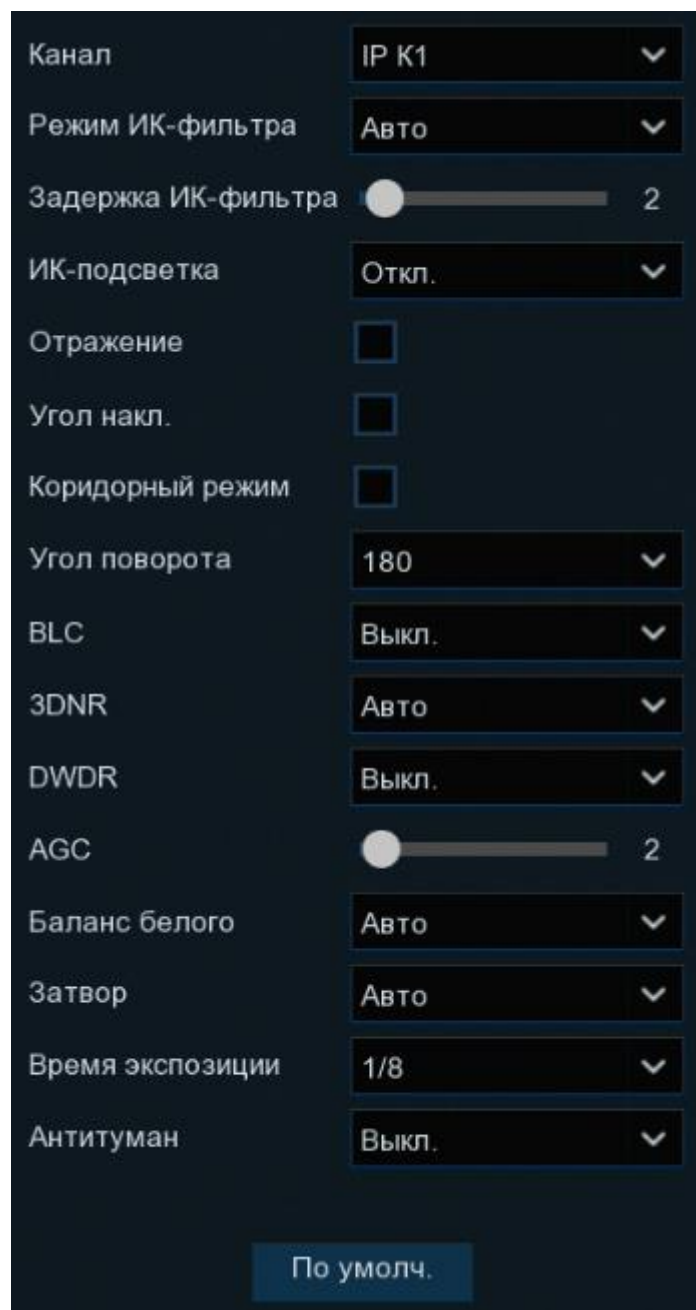 Канал IP К1
Режим ИК-фильтра Авто
Задержка ИК-фильтра 2
ИК-подсветка Откл.
Отражение
Угол накл.
Коридорный режим
Угол поворота 180
BLC Выкл.
3DNR Авто
DWDR Выкл.
AGC 2
Баланс белого Авто
Затвор Авто
Время экспозиции 1/8
Антитуман Выкл.
По умолч.